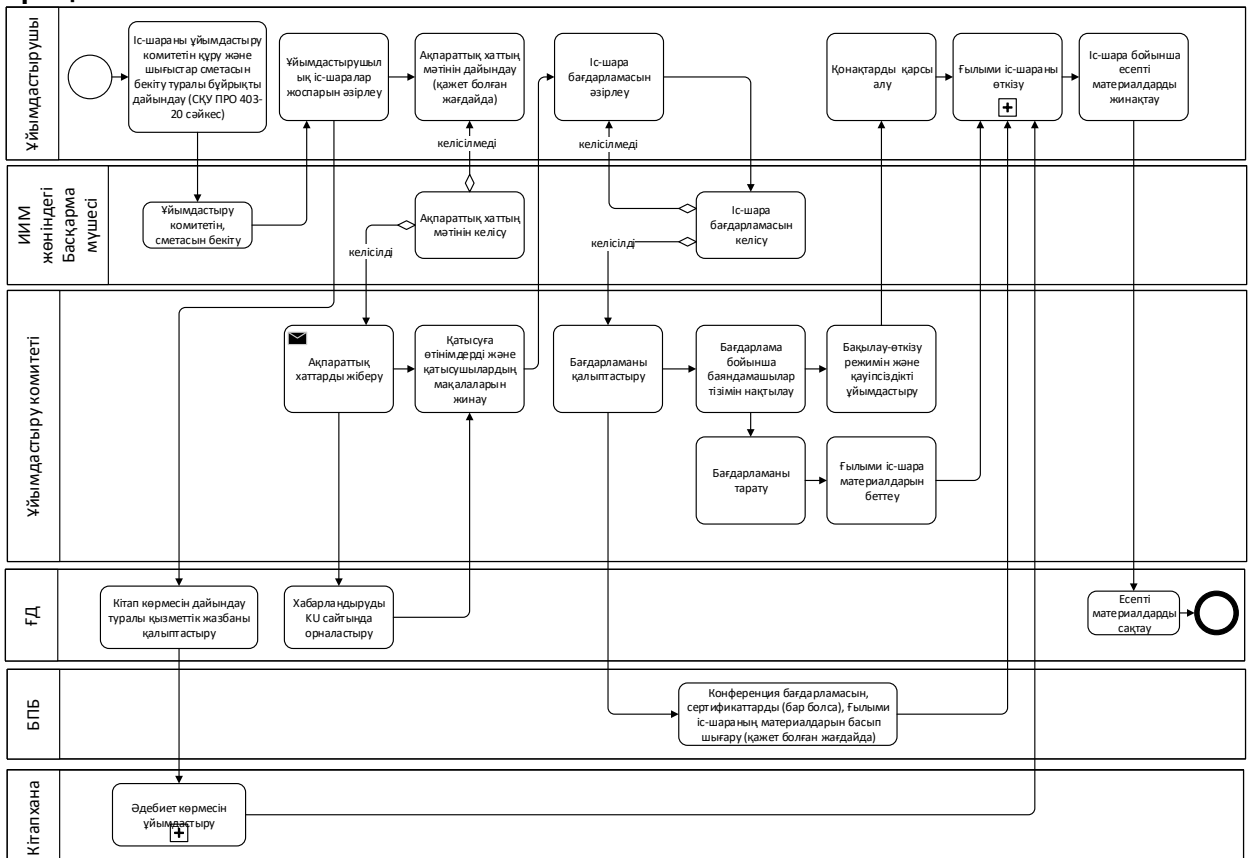 Ұйымдастырушы
Іс-шараны ұйымдастыру
комитетін құру және
шығыстар сметасын
бекіту туралы бұйрықты
дайындау (СҚУ ПРО 403-
20 сәйкес)
Ұйымдастырушыл
ық іс-шаралар
жоспарын әзірлеу
Ақпараттық хаттың
мәтінін дайындау
(қажет болған
жағдайда)
Іс-шара
бағдарламасын
әзірлеу
Қонақтарды қарсы
алу
Ғылыми іс-шараны
өткізу
Іс-шара бойынша
есепті
материалдарды
жинақтау
келісілмеді
келісілмеді
ИИМ
жөніндегі
Басқарма
мүшесі
Ұйымдастыру
комитетін,
сметасын бекіту
Ақпараттық хаттың
мәтінін келісу
Іс-шара
бағдарламасын
келісу
келісілді
келісілді
Ұйымдастыру комитеті
Ақпараттық
хаттарды жіберу
Қатысуға
өтінімдерді және
қатысушылардың
мақалаларын
жинау
Бағдарламаны
қалыптастыру
Бағдарлама
бойынша
баяндамашылар
тізімін нақтылау
Бақылау-өткізу
режимін және
қауіпсіздікті
ұйымдастыру
Бағдарламаны
тарату
Ғылыми іс-шара
материалдарын
беттеу
ҒД
Кітап көрмесін дайындау
туралы қызметтік жазбаны
қалыптастыру
Хабарландыруды
KU сайтында
орналастыру
Есепті
материалдарды
сақтау
БПБ
Конференция бағдарламасын,
сертификаттарды (бар болса), Ғылыми
іс-шараның материалдарын басып
шығару (қажет болған жағдайда)
Кітапхана
Әдебиет көрмесін
ұйымдастыру